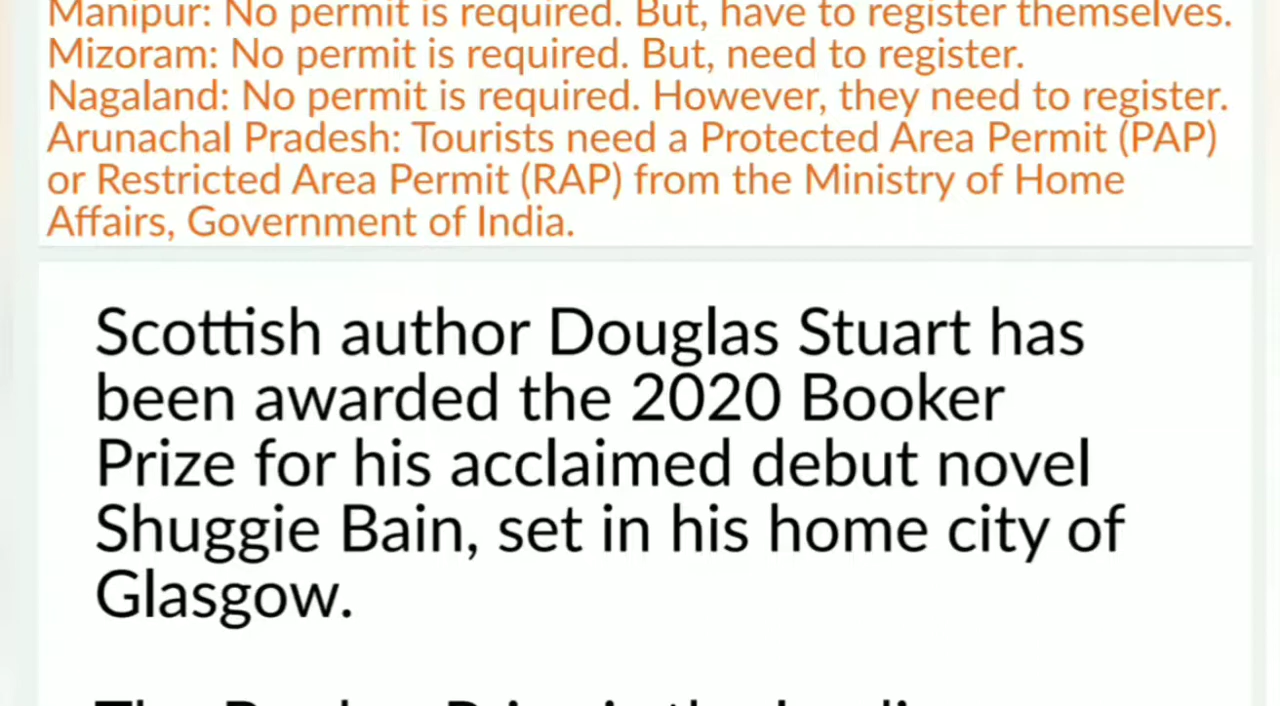 Manipur: No permit is required. But, have to register themselves.
Mizoram: No permit is required. But, need to register.
Nagaland: No permit is required. However, they need to register.
Arunachal Pradesh: Tourists need a Protected Area Permit (PAP)
or Restricted Area Permit (RAP) from the Ministry of Home
Affairs, Government of India.
Scottish author Douglas Stuart has
been awarded the 2020 Booker
Prize for his acclaimed debut novel
Shuggie Bain, set in his home city of
Glasgow.